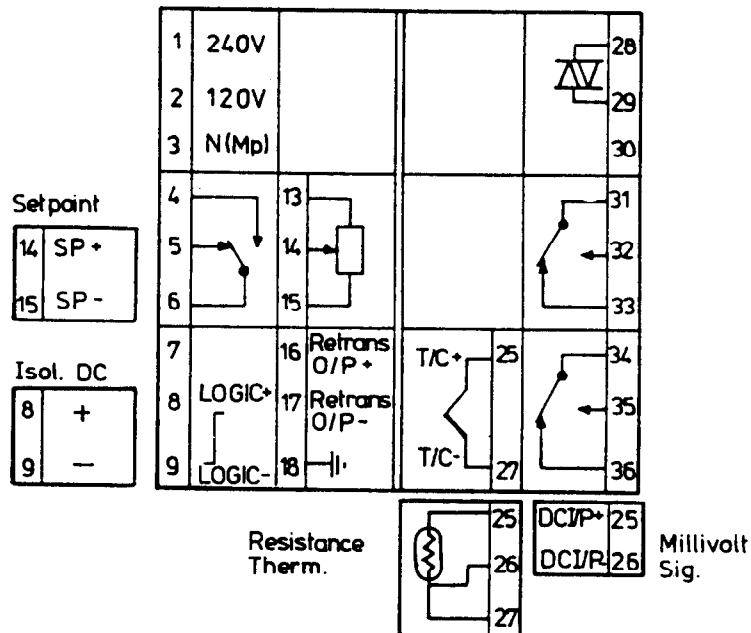 1 240V 28
2 120V 29
3 N(Mp) 30
4 13 31
Setpoint
14 SP + 5 14 32
15 SP - 6 15 33
7 16 Retrans O/P + T/C+ 25 34
Isol. DC
8 + 8 LOGIC+ 17 Retrans O/P- 35
9 — 9 LOGIC- 18 T/C- 27 36
Resistance Therm.
25
26
27
DCI/P+ 25
DCI/P- 26
Millivolt Sig.